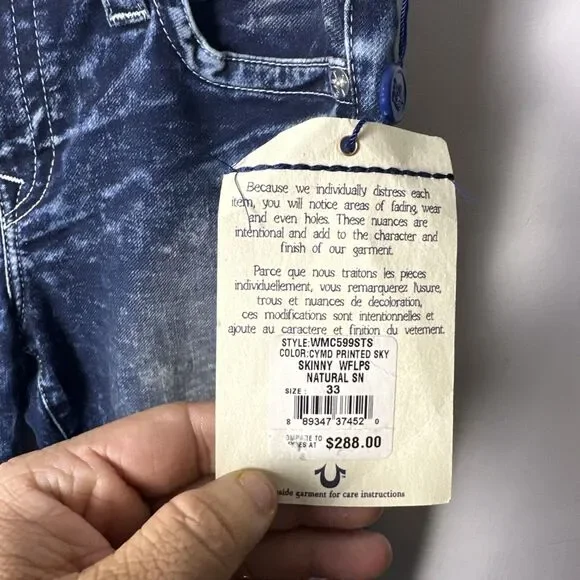 Because we individually distress each
item, you will notice areas of fading, wear
and even holes. These nuances are
intentional and add to the character and
finish of our garment.
Parce que nous traitons les pieces
individuellement, vous remarquerez l'usure,
trous et nuances de decoloration,
ces modifications sont intentionnelles et
ajoute au caractere et finition du vetement.
STYLE:WMC599STS
COLOR:CYMD PRINTED SKY
SKINNY WFLPS
NATURAL SN
SIZE: 33
8 89347 37452 0
TO
AT $288.00
garment for care instructions